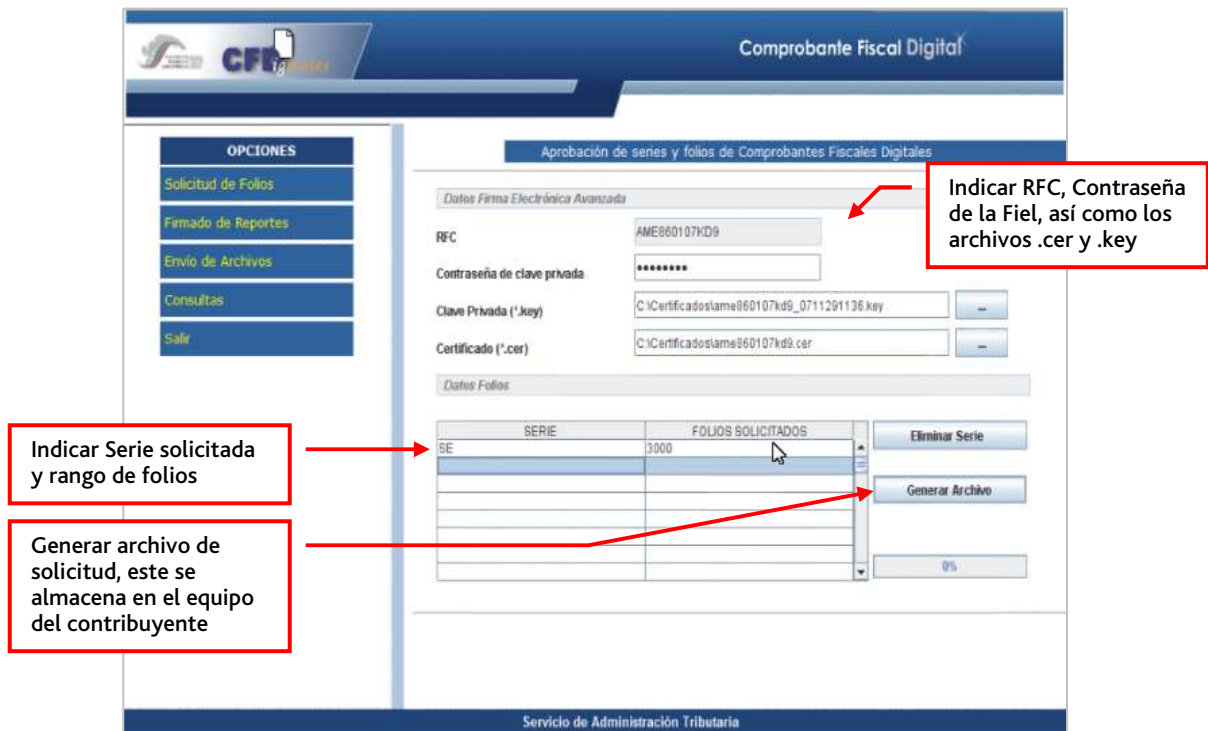 CFD
Comprobante Fiscal Digital
OPCIONES
Solicitud de Folios
Firmado de Reportes
Envío de Archivos
Consultas
Salir
Aprobación de series y folios de Comprobantes Fiscales Digitales
Datos Firma Electrónica Avanzada
RFC
AME860107KD9
Contraseña de clave privada
••••••••
Clave Privada (*.key)
C:\Certificados\ame860107kd9_0711291136.key
...
Certificado (*.cer)
C:\Certificados\ame860107kd9.cer
...
Datos Folios
SERIE
FOLIOS SOLICITADOS
SE
3000
Eliminar Serie
Generar Archivo
0%
Indicar RFC, Contraseña
de la Fiel, así como los
archivos .cer y .key
Indicar Serie solicitada
y rango de folios
Generar archivo de
solicitud, este se
almacena en el equipo
del contribuyente
Servicio de Administración Tributaria